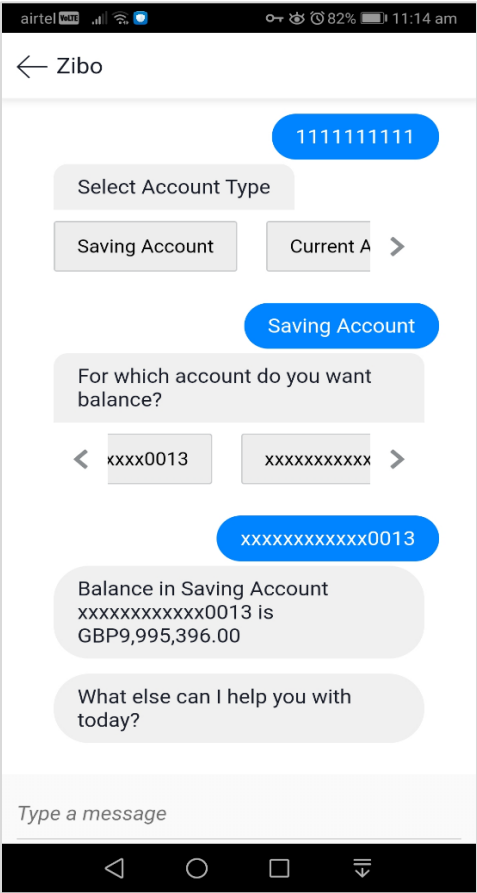 airtel VoLTE 82% 11:14 am
Zibo
1111111111
Select Account Type
Saving Account Current A
Saving Account
For which account do you want
balance?
xxxx0013 xxxxxxxxxxx
xxxxxxxxxxxx0013
Balance in Saving Account
xxxxxxxxxxxx0013 is
GBP9,995,396.00
What else can I help you with
today?
Type a message